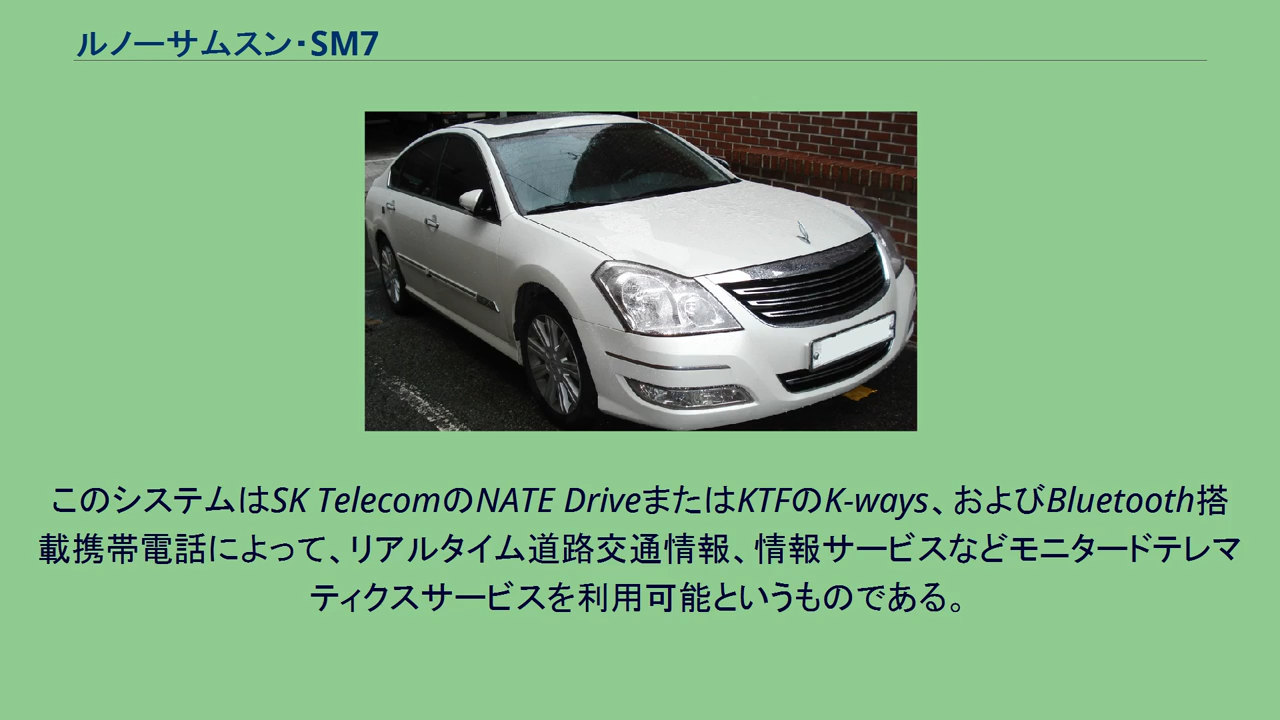 ルノーサムスン・SM7
このシステムはSK TelecomのNATE DriveまたはKTFのK-ways、およびBluetooth搭
載携帯電話によって、リアルタイム道路交通情報、情報サービスなどモニタードテレマ
ティクスサービスを利用可能というものである。